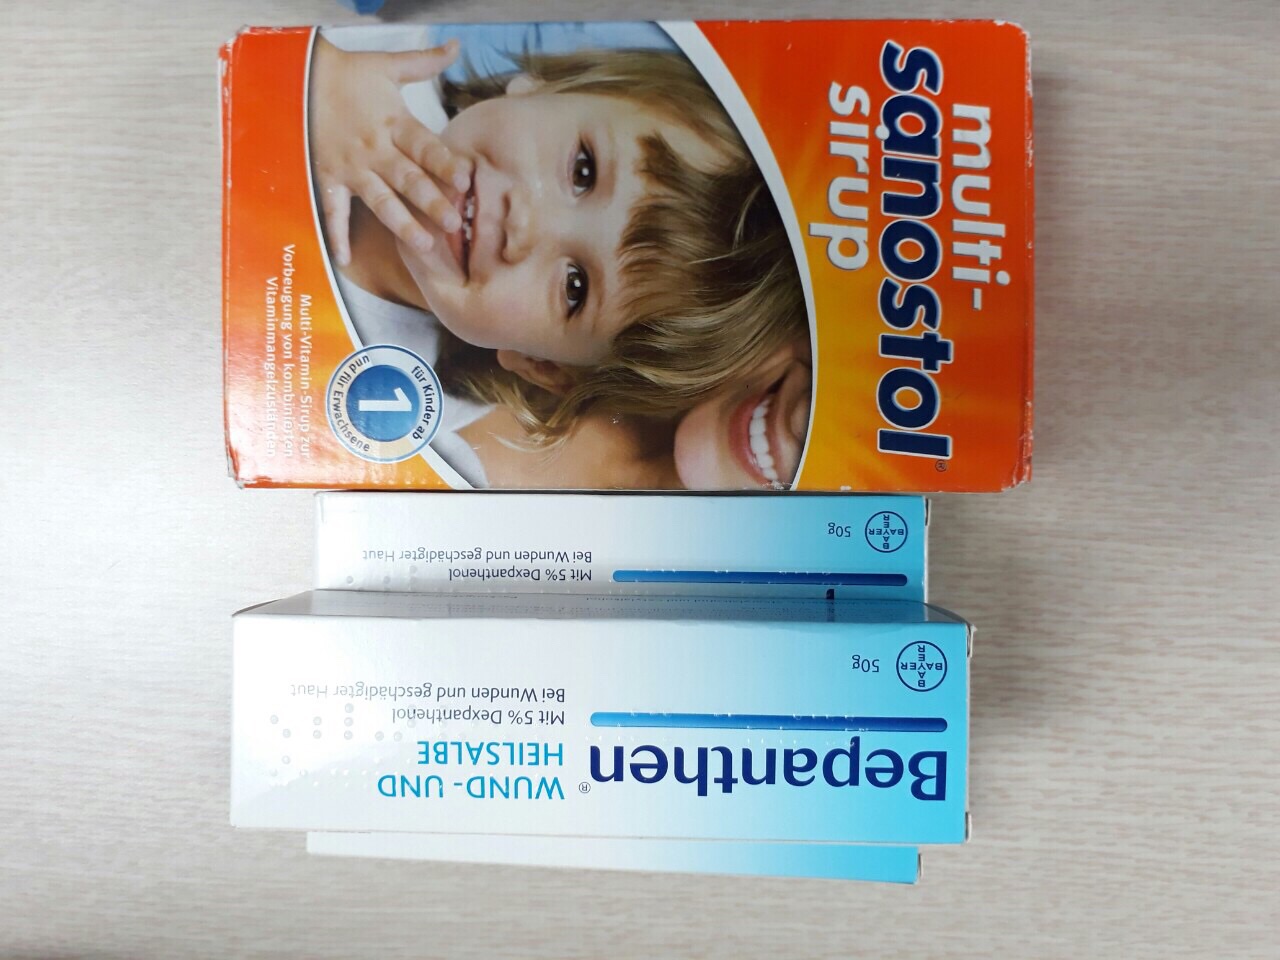 multi-
sanostol®
sirup
für Kinder ab
1
und für Erwachsene
Multi-Vitamin-Sirup zur
Vorbeugung von kombinierten
Vitaminmangelzuständen
BAYER
BAYER
50g
Mit 5% Dexpanthenol
Bei Wunden und geschädigter Haut
Bepanthen®
WUND- UND
HEILSALBE
Mit 5% Dexpanthenol
Bei Wunden und geschädigter Haut
50g
BAYER
BAYER